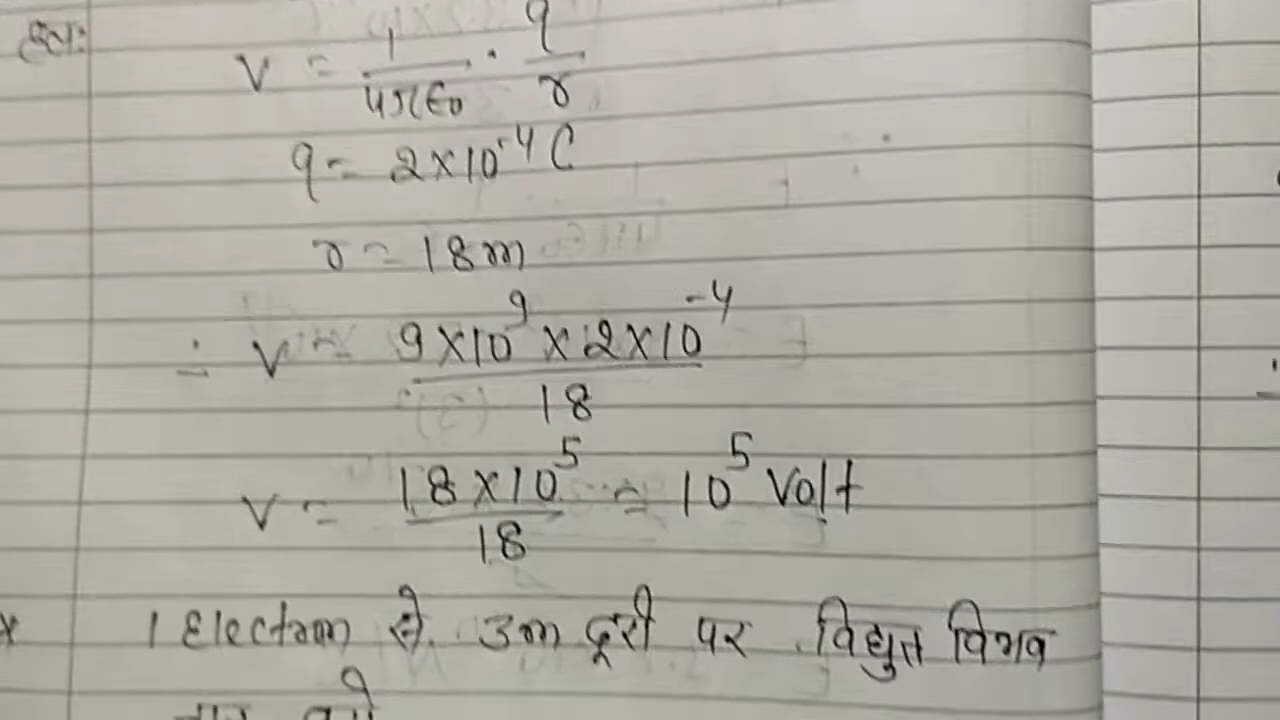 हल:
V = 1/4πε₀ · q/r
q = 2×10⁻⁴ C
r = 18m
∴ V = 9×10⁹ × 2×10⁻⁴ / 18
V = 18×10⁵ / 18 = 10⁵ Volt
1 Electron से 3m दूरी पर विद्युत विभव